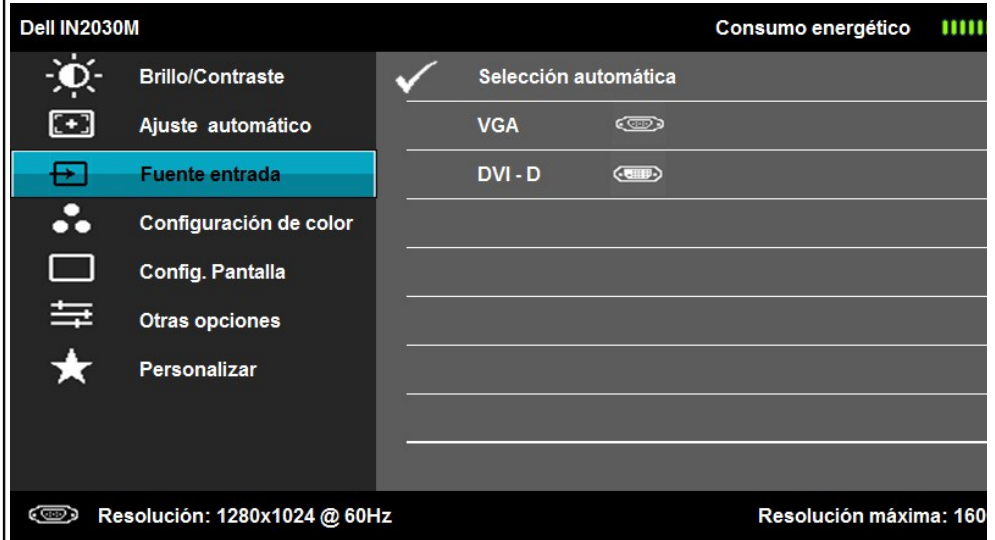 Dell IN2030M Consumo energético
Brillo/Contraste
Ajuste automático
Fuente entrada
Configuración de color
Config. Pantalla
Otras opciones
Personalizar
Selección automática
VGA
DVI - D
Resolución: 1280x1024 @ 60Hz Resolución máxima: 160